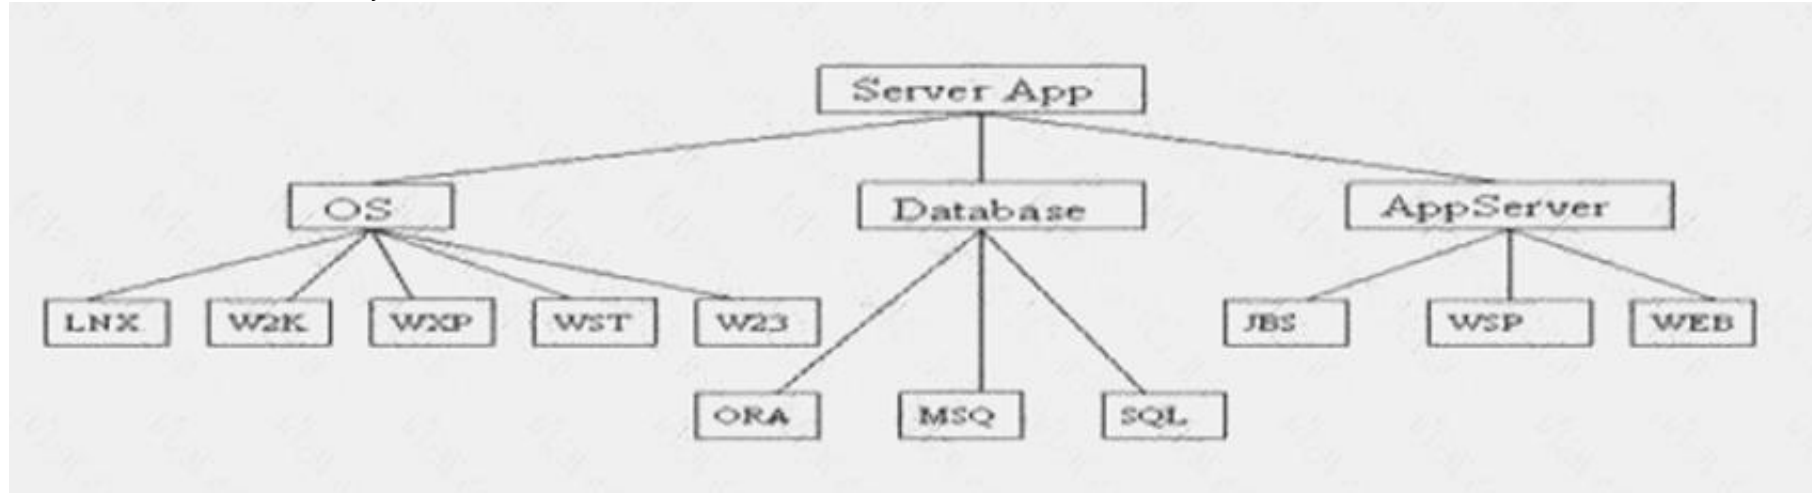 Server App
OS
Database
AppServer
LNX
W2K
WXP
WST
W23
JBS
WSP
WEB
ORA
MSQ
SQL